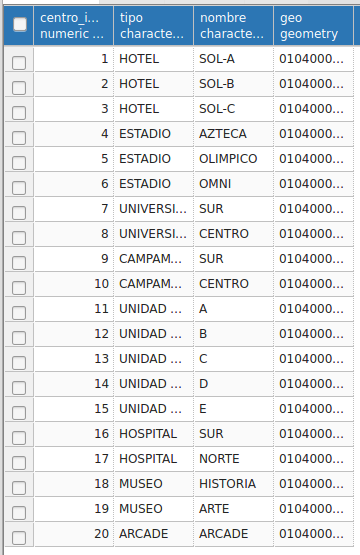 centro_i... tipo nombre geo
numeric ... characte... characte... geometry
1 HOTEL SOL-A 0104000...
2 HOTEL SOL-B 0104000...
3 HOTEL SOL-C 0104000...
4 ESTADIO AZTECA 0104000...
5 ESTADIO OLIMPICO 0104000...
6 ESTADIO OMNI 0104000...
7 UNIVERSI... SUR 0104000...
8 UNIVERSI... CENTRO 0104000...
9 CAMPAM... SUR 0104000...
10 CAMPAM... CENTRO 0104000...
11 UNIDAD ... A 0104000...
12 UNIDAD ... B 0104000...
13 UNIDAD ... C 0104000...
14 UNIDAD ... D 0104000...
15 UNIDAD ... E 0104000...
16 HOSPITAL SUR 0104000...
17 HOSPITAL NORTE 0104000...
18 MUSEO HISTORIA 0104000...
19 MUSEO ARTE 0104000...
20 ARCADE ARCADE 0104000...